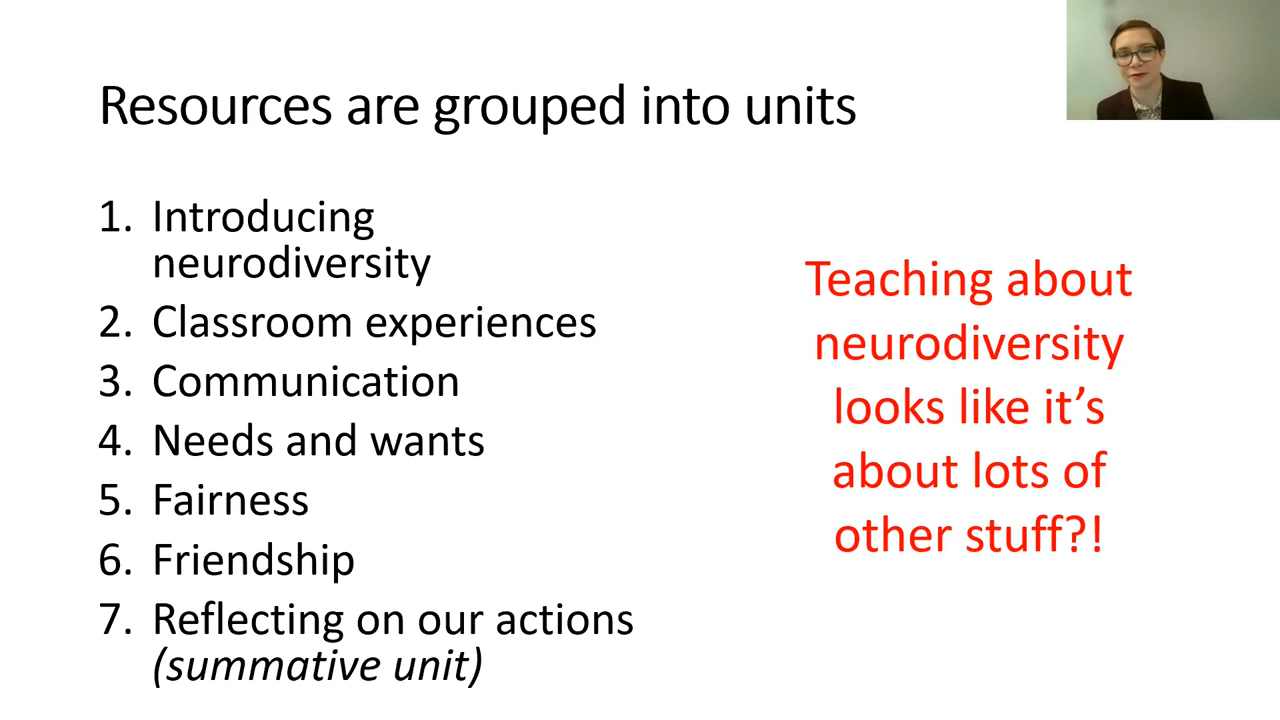 Resources are grouped into units
1. Introducing
neurodiversity
2. Classroom experiences
3. Communication
4. Needs and wants
5. Fairness
6. Friendship
7. Reflecting on our actions
(summative unit)
Teaching about
neurodiversity
looks like it’s
about lots of
other stuff?!